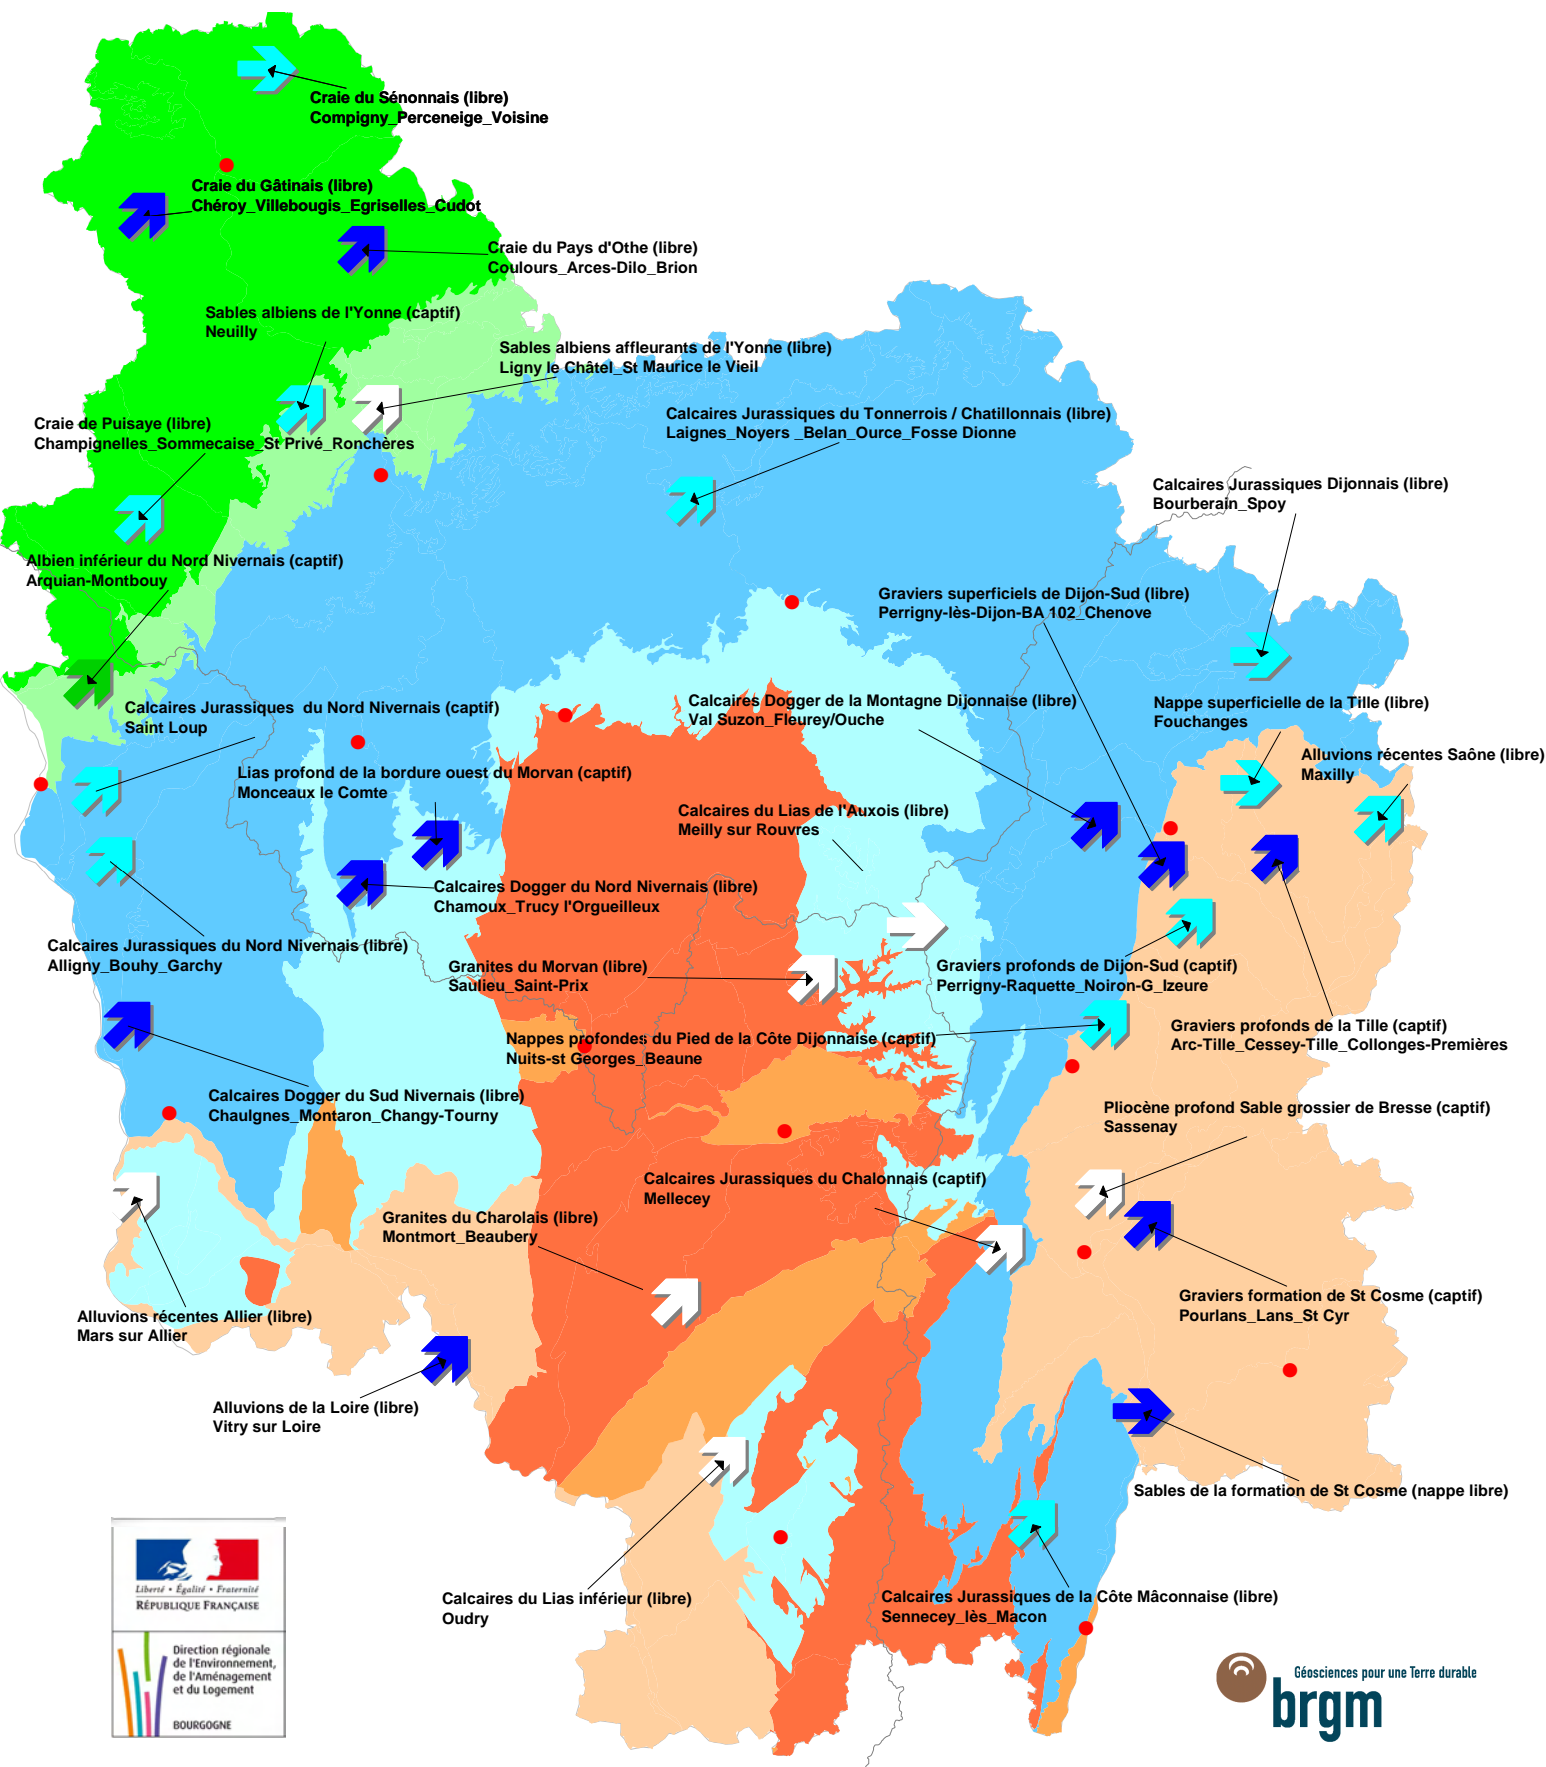 Craie du Sénonnais (libre)
Compigny_Perceneige_Voisine
Craie du Gâtinais (libre)
Chéroy_Villebougis_Egriselles_Cudot
Craie du Pays d'Othe (libre)
Coulours_Arces-Dilo_Brion
Sables albiens de l'Yonne (captif)
Neuilly
Sables albiens affleurants de l'Yonne (libre)
Ligny le Châtel_St Maurice le Vieil
Craie de Puisaye (libre)
Champignelles_Sommecaise_St Privé_Ronchères
Calcaires Jurassiques du Tonnerrois / Chatillonnais (libre)
Laignes_Noyers _Belan_Ource_Fosse Dionne
Calcaires Jurassiques Dijonnais (libre)
Bourberain_Spoy
Albien inférieur du Nord Nivernais (captif)
Arquian-Montbouy
Graviers superficiels de Dijon-Sud (libre)
Perrigny-lès-Dijon-BA 102_Chenove
Calcaires Jurassiques  du Nord Nivernais (captif)
Saint Loup
Calcaires Dogger de la Montagne Dijonnaise (libre)
Val Suzon_Fleurey/Ouche
Nappe superficielle de la Tille (libre)
Fouchanges
Alluvions récentes Saône (libre)
Maxilly
Lias profond de la bordure ouest du Morvan (captif)
Monceaux le Comte
Calcaires du Lias de l'Auxois (libre)
Meilly sur Rouvres
Calcaires Dogger du Nord Nivernais (libre)
Chamoux_Trucy l'Orgueilleux
Calcaires Jurassiques du Nord Nivernais (libre)
Alligny_Bouhy_Garchy
Granites du Morvan (libre)
Saulieu_Saint-Prix
Graviers profonds de Dijon-Sud (captif)
Perrigny-Raquette_Noiron-G_Izeure
Graviers profonds de la Tille (captif)
Arc-Tille_Cessey-Tille_Collonges-Premières
Nappes profondes du Pied de la Côte Dijonnaise (captif)
Nuits-st Georges_Beaune
Calcaires Dogger du Sud Nivernais (libre)
Chaulgnes_Montaron_Changy-Tourny
Pliocène profond Sable grossier de Bresse (captif)
Sassenay
Calcaires Jurassiques du Chalonnais (captif)
Mellecey
Granites du Charolais (libre)
Montmort_Beaubery
Graviers formation de St Cosme (captif)
Pourlans_Lans_St Cyr
Alluvions récentes Allier (libre)
Mars sur Allier
Alluvions de la Loire (libre)
Vitry sur Loire
Sables de la formation de St Cosme (nappe libre)
Calcaires du Lias inférieur (libre)
Oudry
Calcaires Jurassiques de la Côte Mâconnaise (libre)
Sennecey_lès_Macon
Liberté • Égalité • Fraternité
RÉPUBLIQUE FRANÇAISE
Direction régionale
de l'Environnement,
de l'Aménagement
et du Logement
BOURGOGNE
Géosciences pour une Terre durable
brgm